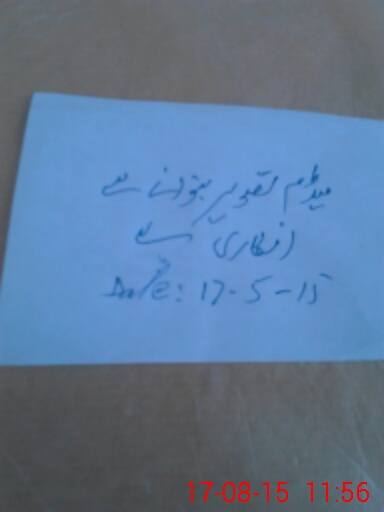 میڈم تصویر بنوانے سے
انکاری ہے
Date: 17-5-15
17-08-15 11:56